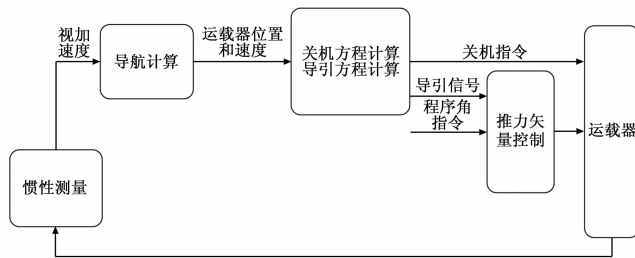 视加
速度
导航计算
运载器位置
和速度
关机方程计算
导引方程计算
关机指令
导引信号
程序角
指令
推力矢
量控制
运载器
惯性测量